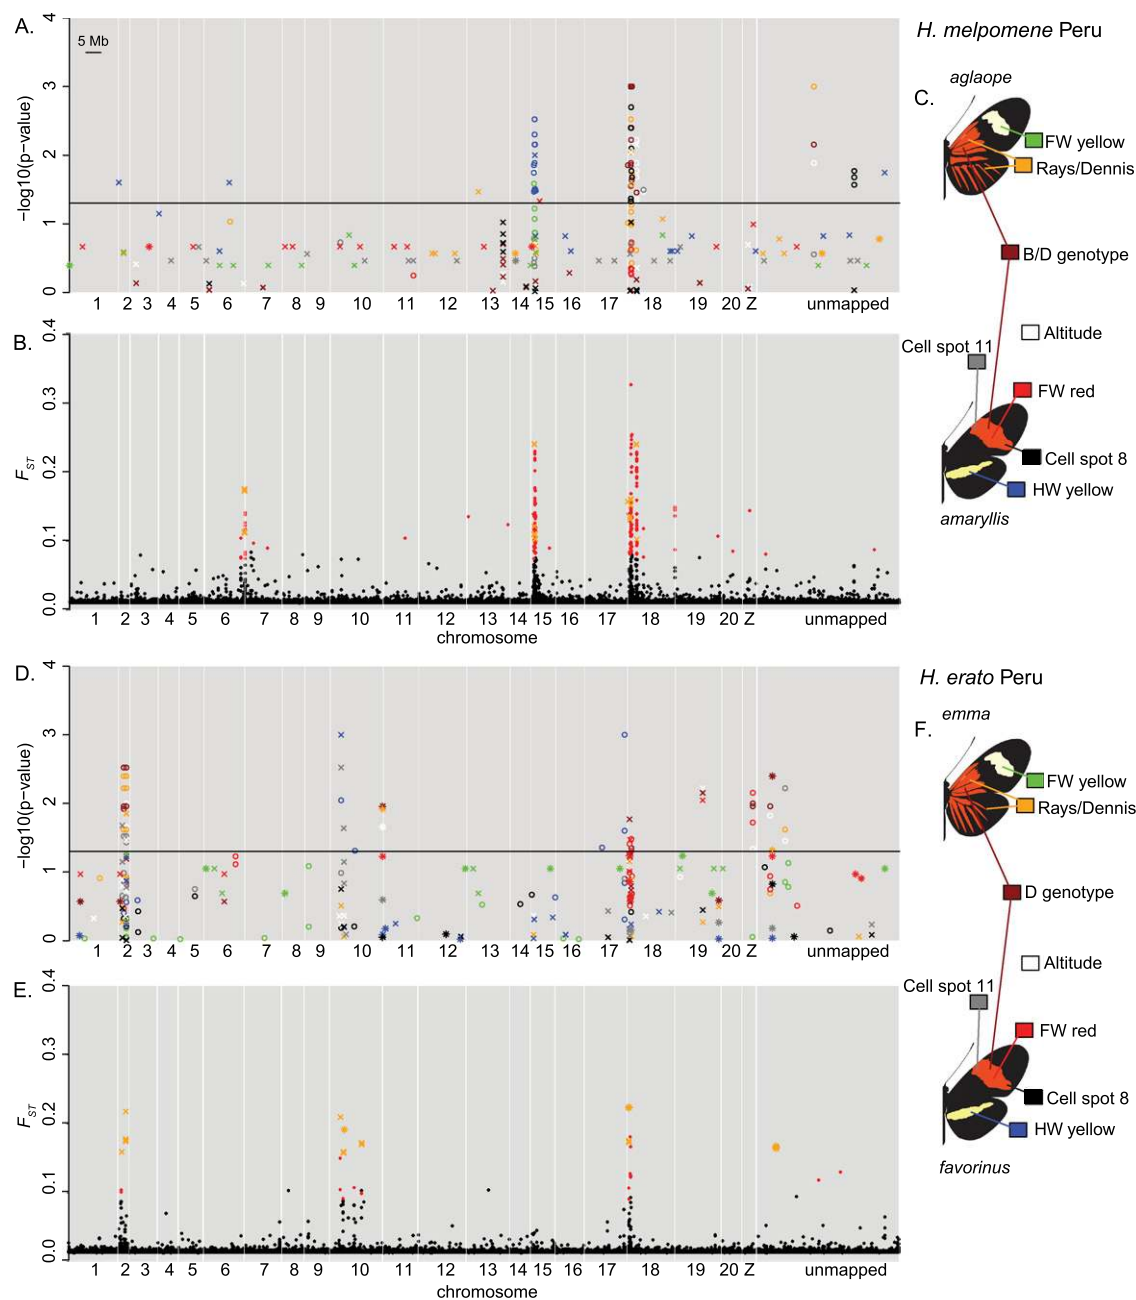 A.
4
3
2
1
0
−log10(p−value)
5 Mb
1 2 3 4 5 6 7 8 9 10 11 12 13 14 15 16 17 18 19 20 Z unmapped
H. melpomene Peru
C.
aglaope
FW yellow
Rays/Dennis
B/D genotype
Altitude
Cell spot 11
FW red
Cell spot 8
HW yellow
amaryllis
B.
0.4
0.3
0.2
0.1
0.0
FST
1 2 3 4 5 6 7 8 9 10 11 12 13 14 15 16 17 18 19 20 Z unmapped
chromosome
D.
4
3
2
1
0
−log10(p−value)
1 2 3 4 5 6 7 8 9 10 11 12 13 14 15 16 17 18 19 20 Z unmapped
H. erato Peru
F.
emma
FW yellow
Rays/Dennis
D genotype
Altitude
Cell spot 11
FW red
Cell spot 8
HW yellow
favorinus
E.
0.4
0.3
0.2
0.1
0.0
FST
1 2 3 4 5 6 7 8 9 10 11 12 13 14 15 16 17 18 19 20 Z unmapped
chromosome